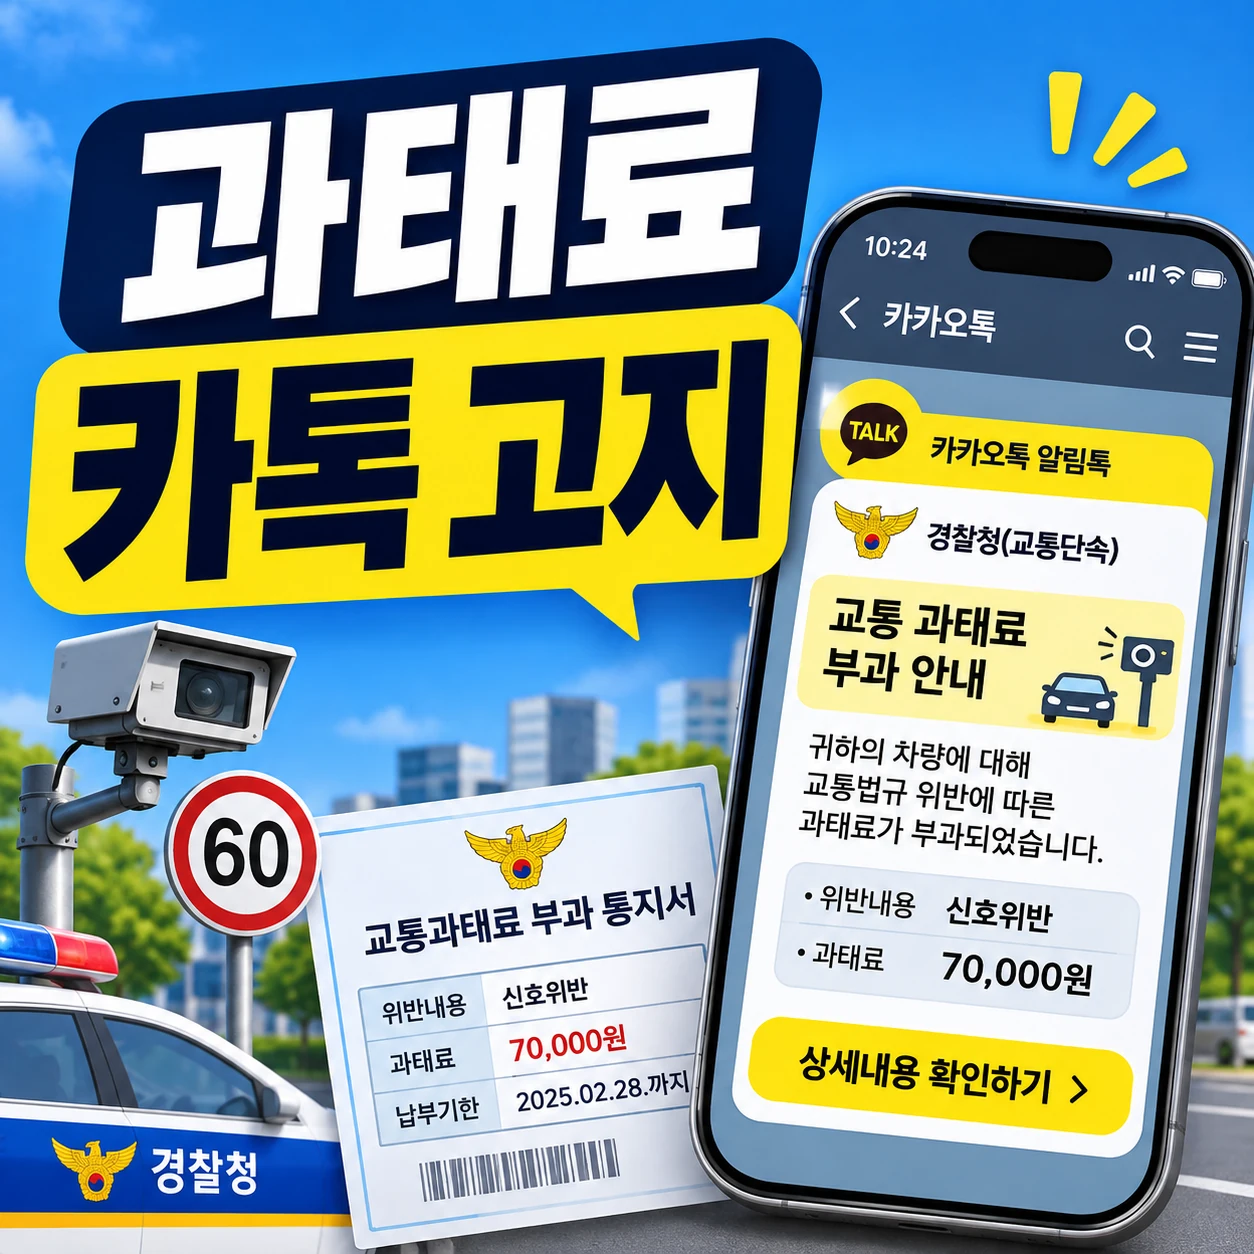 과태료
카톡 고지
10:24
카카오톡
TALK
카카오톡 알림톡
경찰청(교통단속)
교통 과태료
부과 안내
귀하의 차량에 대해
교통법규 위반에 따른
과태료가 부과되었습니다.
• 위반내용 신호위반
• 과태료 70,000원
상세내용 확인하기 >
60
교통과태료 부과 통지서
위반내용 신호위반
과태료 70,000원
납부기한 2025.02.28.까지
경찰청